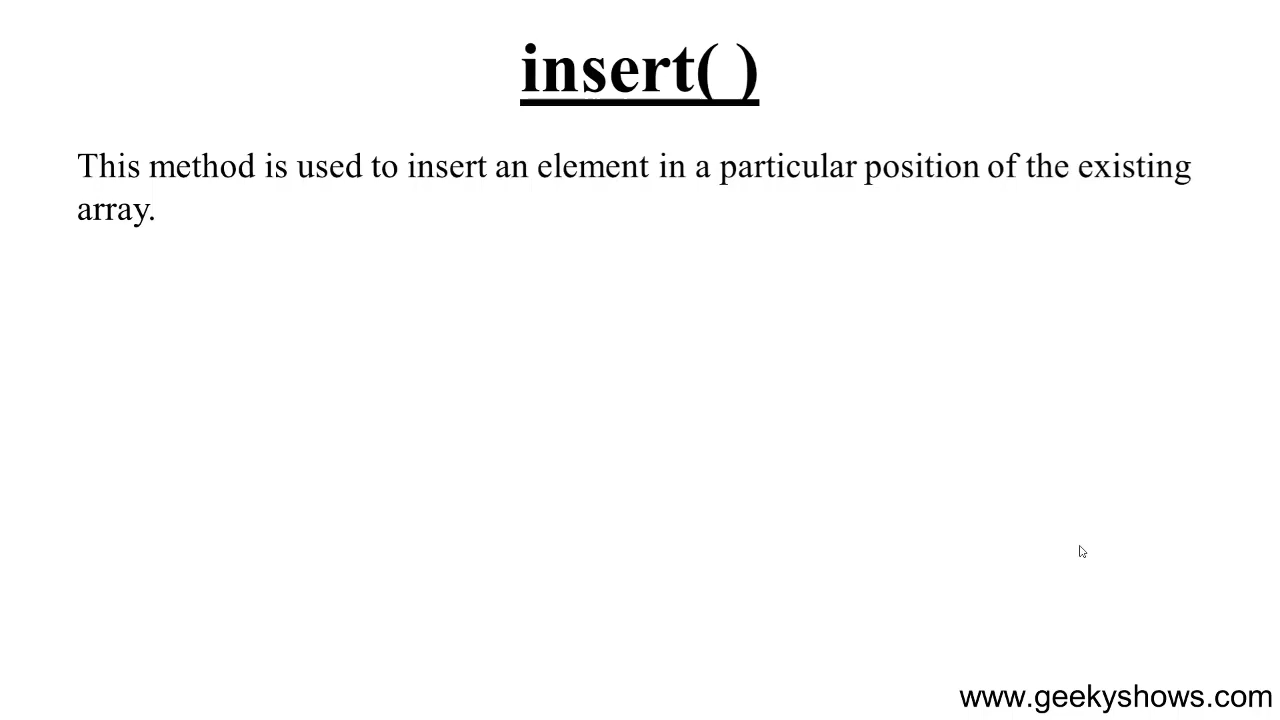 insert( )
This method is used to insert an element in a particular position of the existing
array.
www.geekyshows.com